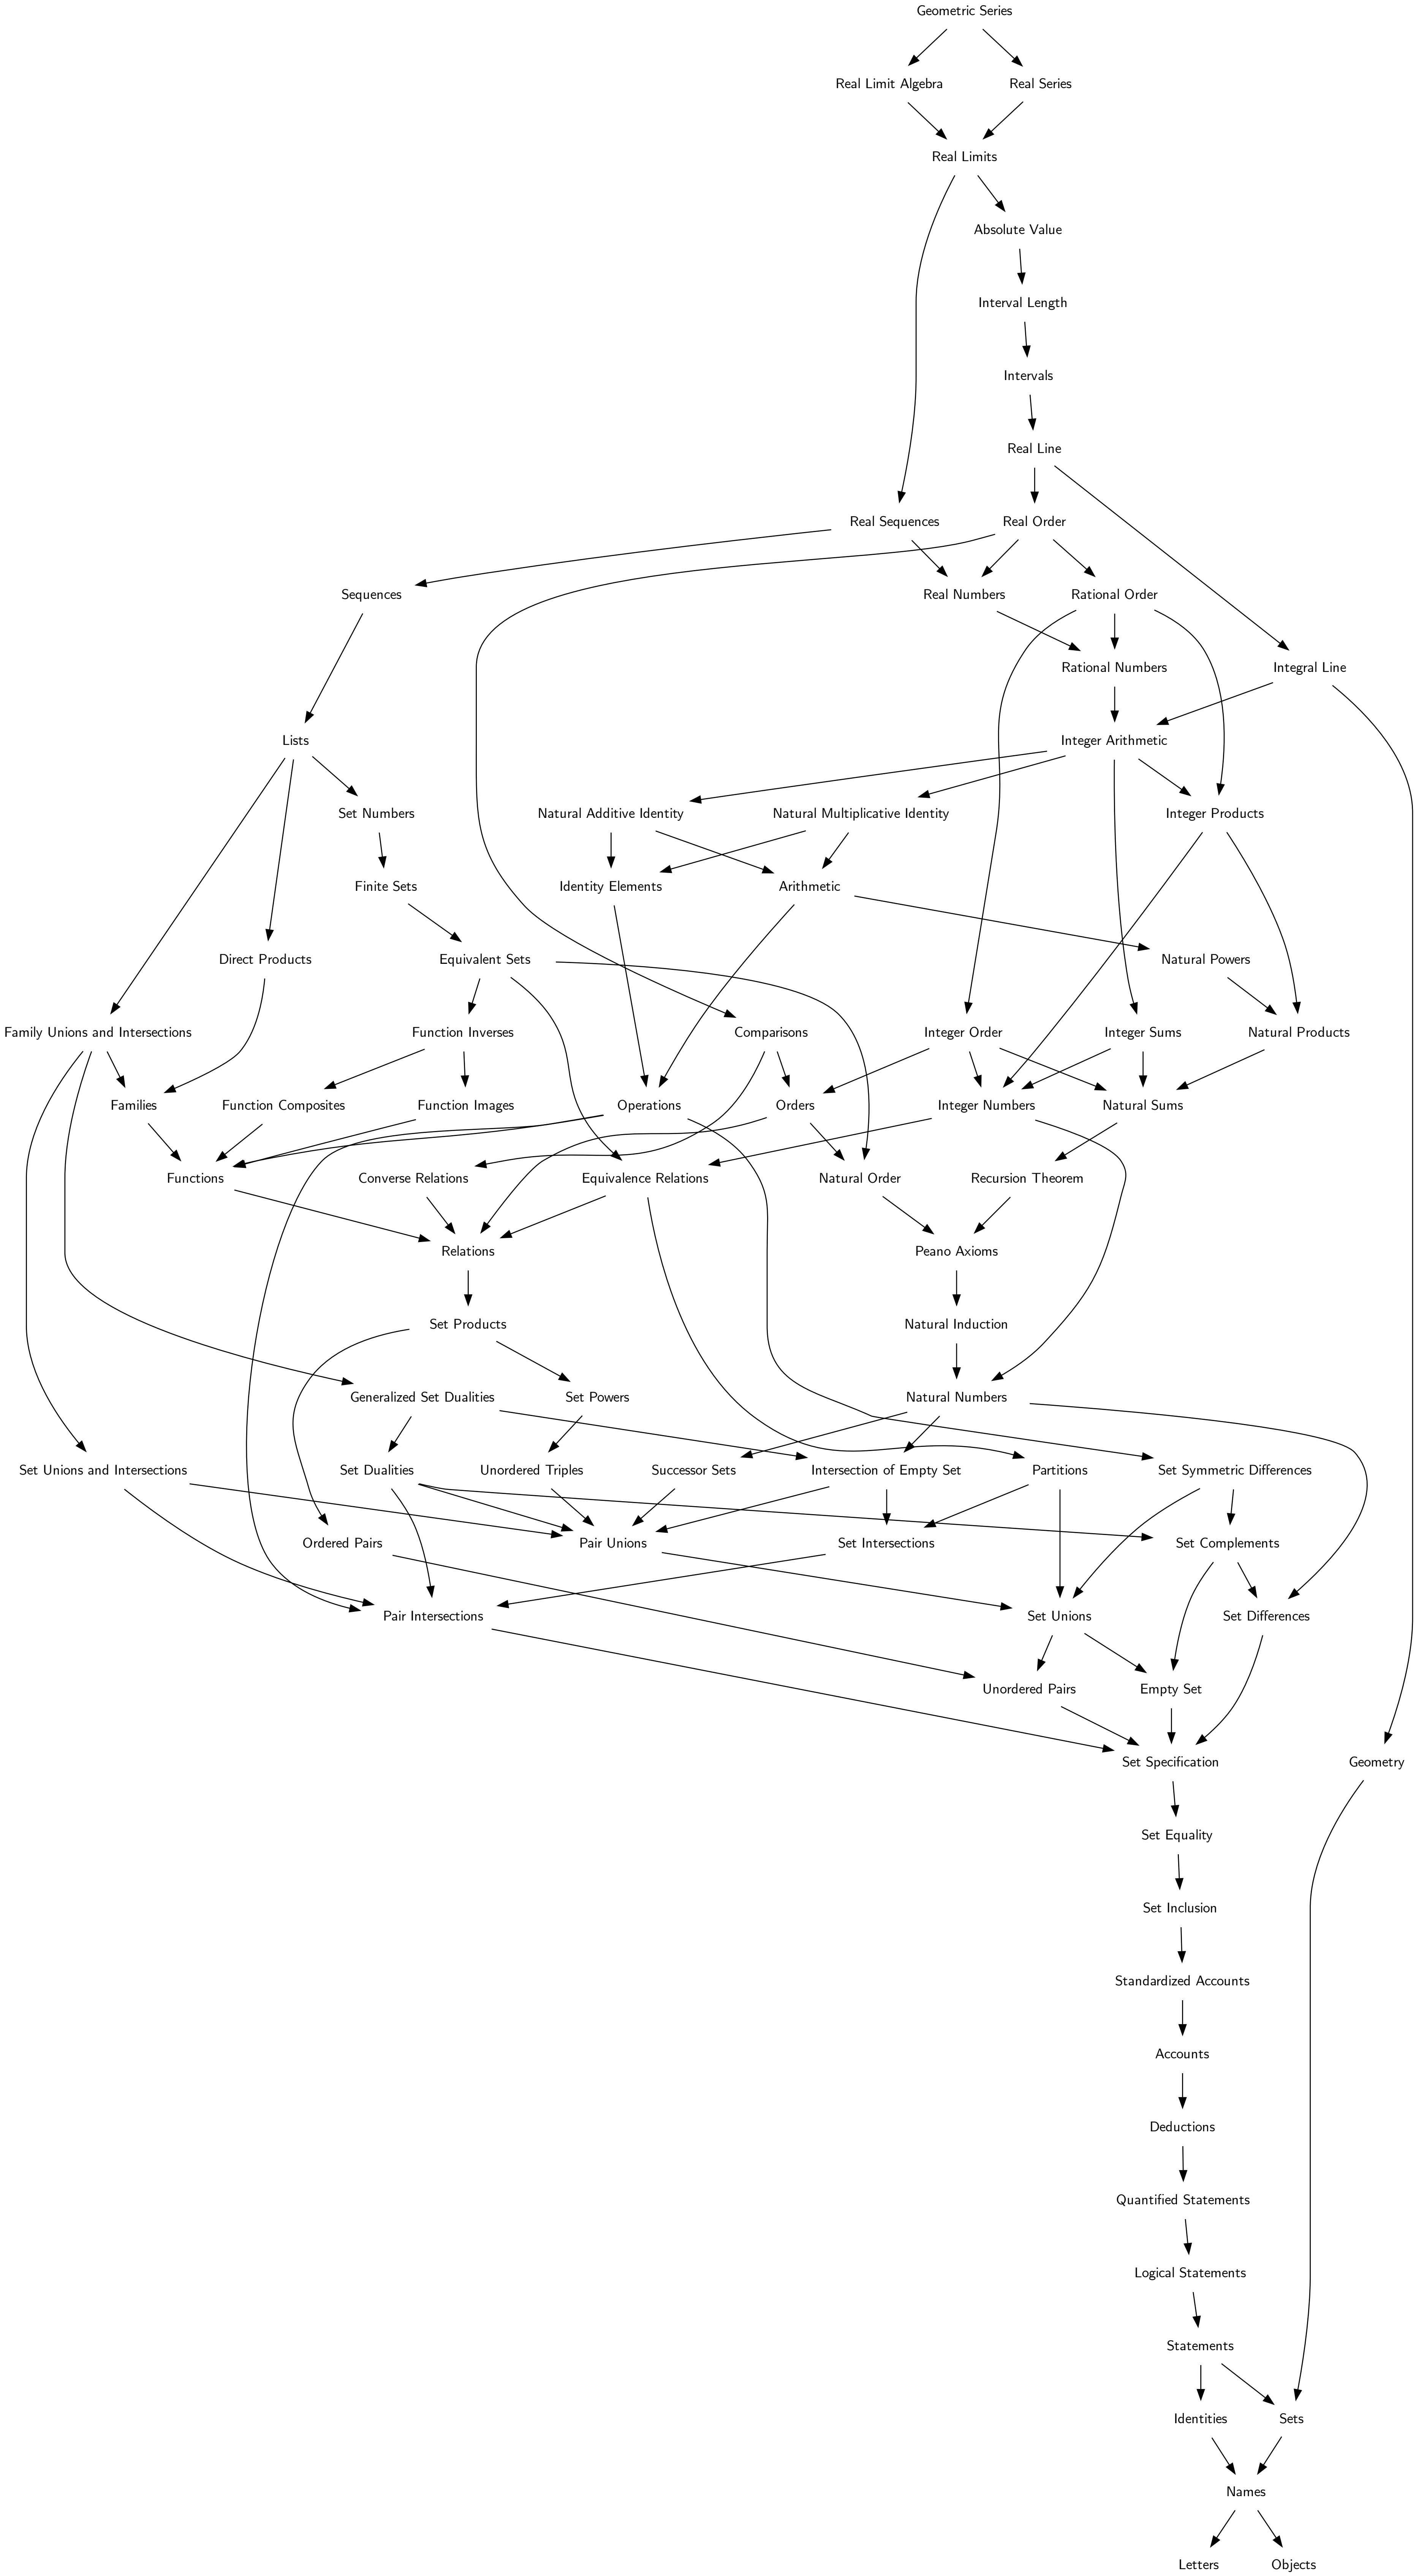 Geometric Series
Real Limit Algebra
Real Series
Real Limits
Absolute Value
Interval Length
Intervals
Real Line
Real Sequences
Real Order
Sequences
Real Numbers
Rational Order
Rational Numbers
Integral Line
Lists
Integer Arithmetic
Set Numbers
Natural Additive Identity
Natural Multiplicative Identity
Integer Products
Finite Sets
Identity Elements
Arithmetic
Direct Products
Equivalent Sets
Natural Powers
Family Unions and Intersections
Function Inverses
Comparisons
Integer Order
Integer Sums
Natural Products
Families
Function Composites
Function Images
Operations
Orders
Integer Numbers
Natural Sums
Functions
Converse Relations
Equivalence Relations
Natural Order
Recursion Theorem
Relations
Peano Axioms
Set Products
Natural Induction
Generalized Set Dualities
Set Powers
Natural Numbers
Set Unions and Intersections
Set Dualities
Unordered Triples
Successor Sets
Intersection of Empty Set
Partitions
Set Symmetric Differences
Ordered Pairs
Pair Unions
Set Intersections
Set Complements
Pair Intersections
Set Unions
Set Differences
Unordered Pairs
Empty Set
Set Specification
Geometry
Set Equality
Set Inclusion
Standardized Accounts
Accounts
Deductions
Quantified Statements
Logical Statements
Statements
Identities
Sets
Names
Letters
Objects